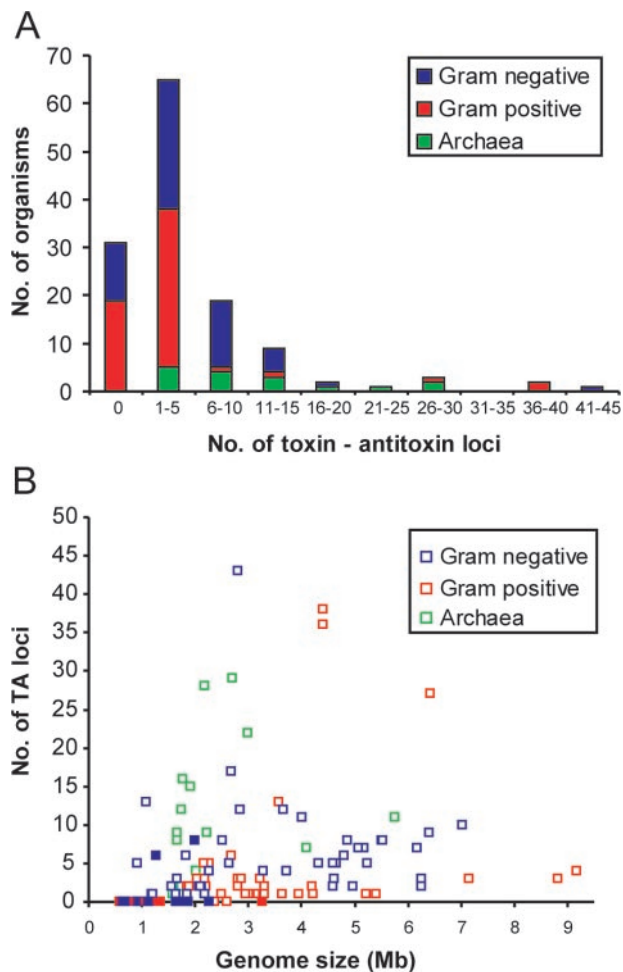 A
70
60
50
40
30
20
10
0
No. of organisms
Gram negative
Gram positive
Archaea
0 1-5 6-10 11-15 16-20 21-25 26-30 31-35 36-40 41-45
No. of toxin - antitoxin loci
B
50
45
40
35
30
25
20
15
10
5
0
No. of TA loci
Gram negative
Gram positive
Archaea
0 1 2 3 4 5 6 7 8 9
Genome size (Mb)